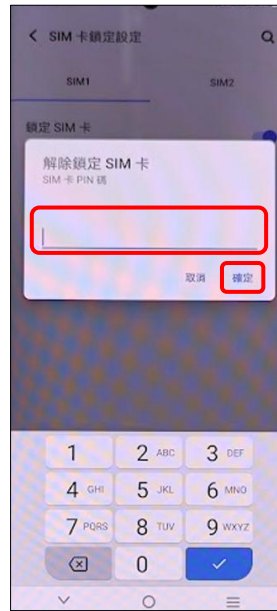 SIM 卡鎖定設定
SIM1 SIM2
鎖定 SIM 卡
解除鎖定 SIM 卡
SIM 卡 PIN 碼
取消 確定
1 2 ABC 3 DEF
4 GHI 5 JKL 6 MNO
7 PQRS 8 TUV 9 WXYZ
0